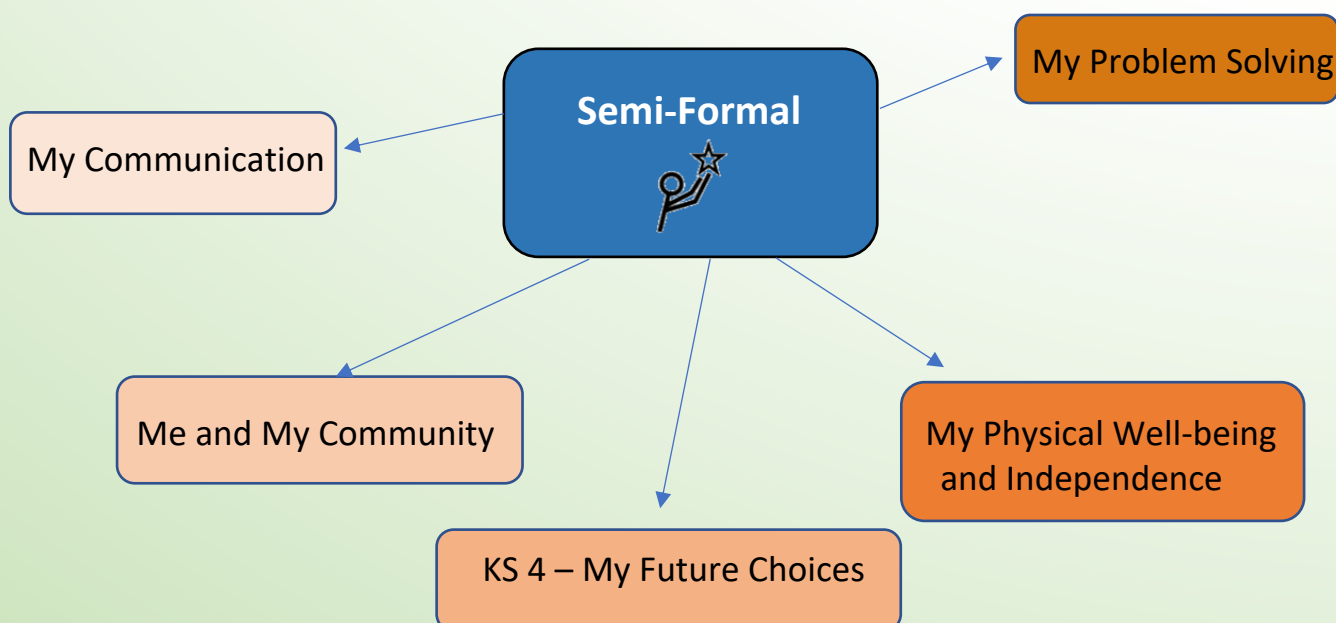 My Problem Solving
Semi-Formal
My Communication
Me and My Community
My Physical Well-being
and Independence
KS 4 – My Future Choices